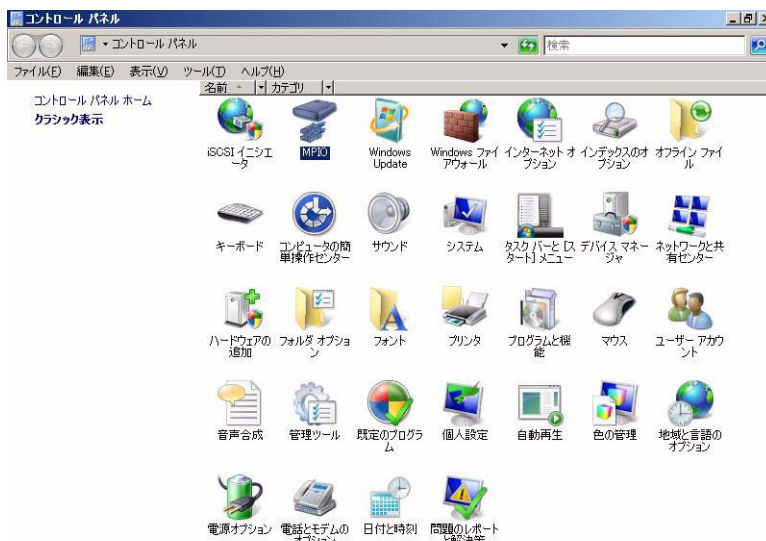 コントロール パネル
コントロール パネル
検索
ファイル(F) 編集(E) 表示(V) ツール(T) ヘルプ(H)
名前 カテゴリ
コントロール パネル ホーム
クラシック表示
iSCSI イニシエ
ータ
MPIO
Windows
Update
Windows ファイ
アウォール
インターネット オ
プション
インデックスのオ
プション
オフライン ファイ
ル
キーボード
コンピュータの簡
単操作センター
サウンド
システム
タスク バーと [ス
タート] メニュー
デバイス マネー
ジャ
ネットワークと共
有センター
ハードウェアの
追加
フォルダ オプショ
ン
フォント
プリンタ
プログラムと機
能
マウス
ユーザー アカウ
ント
音声合成
管理ツール
既定のプログラ
ム
個人設定
自動再生
色の管理
地域と言語の
オプション
電源オプション
電話とモデムの
オプション
日付と時刻
問題のレポート
と解決策